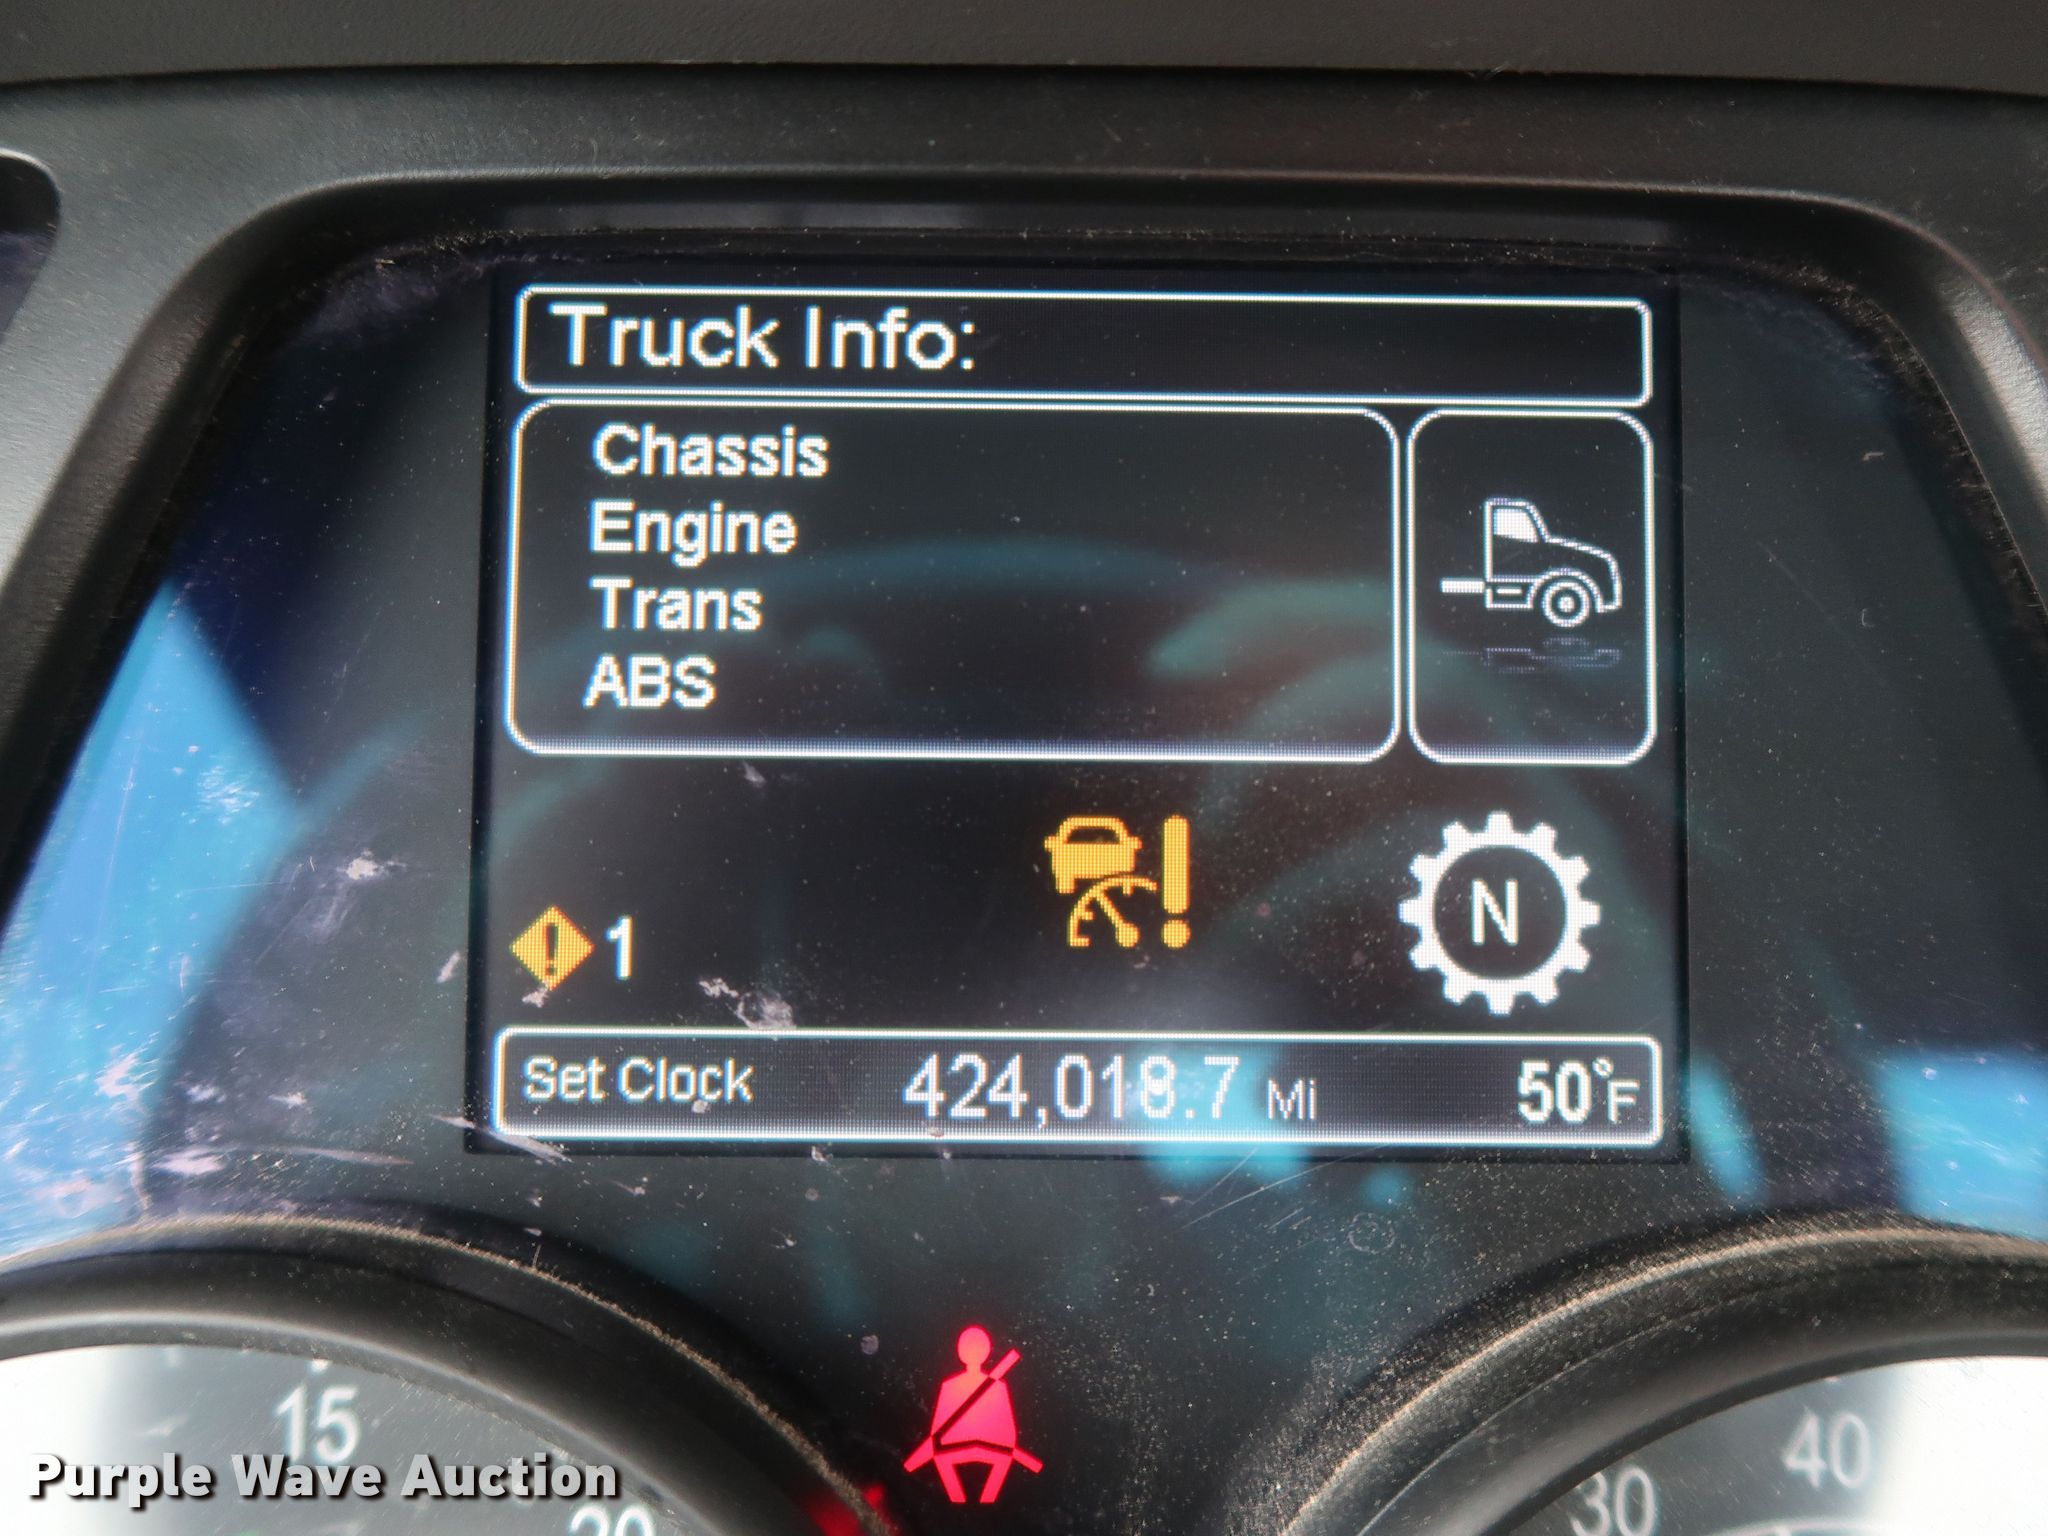 Truck Info:
Chassis
Engine
Trans
ABS
! 1
!
N
Set Clock 424,018.7 Mi 50°F
15
20
30
40
Purple Wave Auction